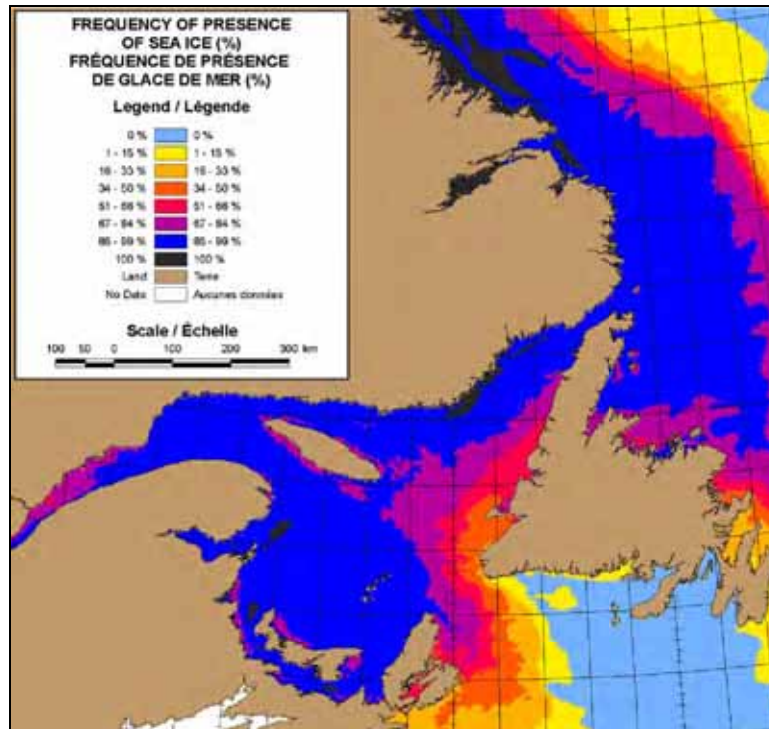 FREQUENCY OF PRESENCE
OF SEA ICE (%)
FRÉQUENCE DE PRÉSENCE
DE GLACE DE MER (%)
Legend / Légende
0 % 0 %
1 - 15 % 1 - 15 %
16 - 33 % 16 - 33 %
34 - 50 % 34 - 50 %
51 - 66 % 51 - 66 %
67 - 84 % 67 - 84 %
85 - 99 % 85 - 99 %
100 % 100 %
Land Terre
No Data Aucunes données
Scale / Échelle
100 50 0 100 200 300 km